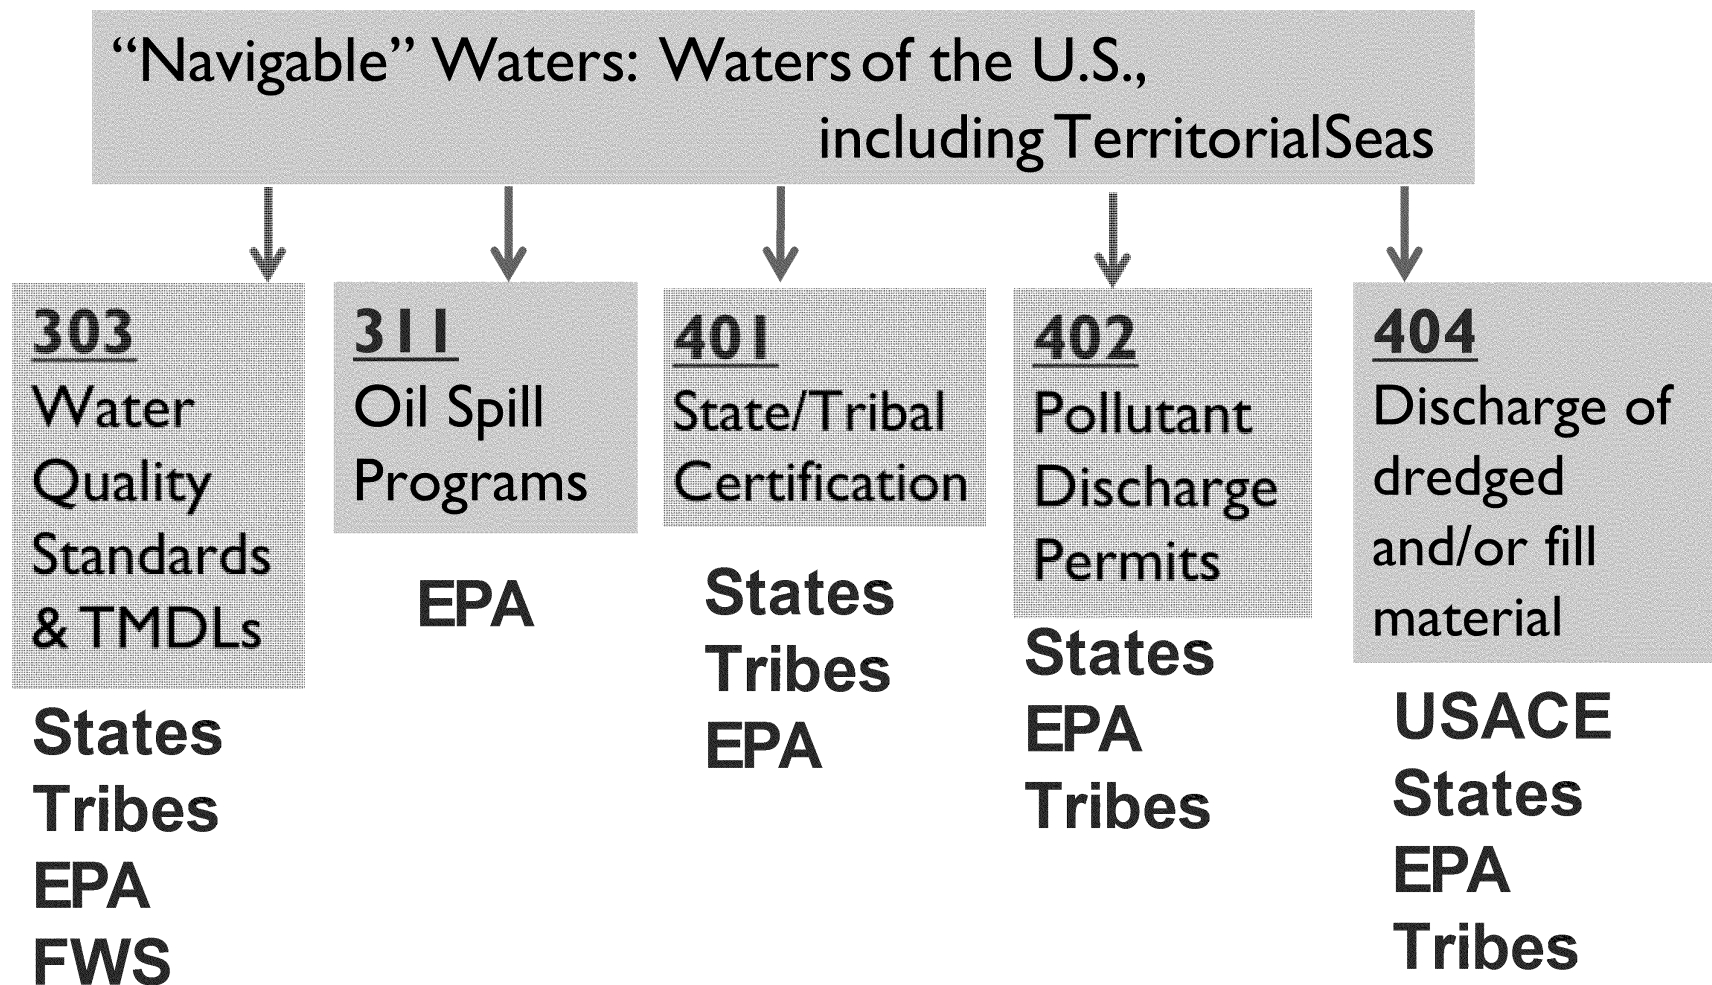 “Navigable” Waters: Waters of the U.S.,
including TerritorialSeas
303
Water
Quality
Standards
& TMDLs
States
Tribes
EPA
FWS
311
Oil Spill
Programs
EPA
401
State/Tribal
Certification
States
Tribes
EPA
402
Pollutant
Discharge
Permits
States
EPA
Tribes
404
Discharge of
dredged
and/or fill
material
USACE
States
EPA
Tribes